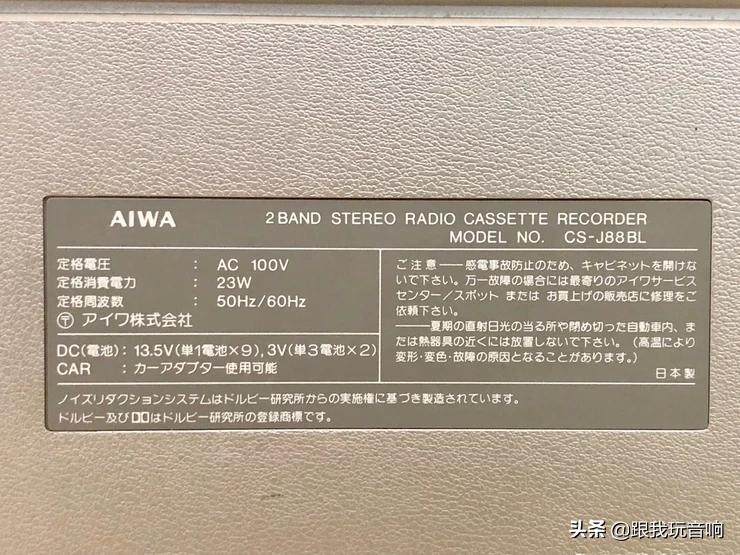 AIWA
2 BAND STEREO RADIO CASSETTE RECORDER
MODEL NO. CS-J88BL
定格電圧 : AC 100V
定格消費電力 : 23W
定格周波数 : 50Hz/60Hz
〒 アイワ株式会社
DC(電池): 13.5V(単1電池×9), 3V(単3電池×2)
CAR : カーアダプター使用可能
ご注意——感電事故防止のため、キャビネットを開けな
いで下さい。万一故障の場合には最寄りのアイワサービス
センター/スポット または お買上げの販売店に修理をご
依頼下さい。
——夏期の直射日光の当る所や閉め切った自動車内、ま
たは熱器具の近くには放置しないで下さい。(高温により
変形・変色・故障の原因となることがあります。)
日本製
ノイズリダクションシステムはドルビー研究所からの実施権に基づき製造されています。
ドルビー及び▯▯はドルビー研究所の登録商標です。
头条 @跟我玩音响